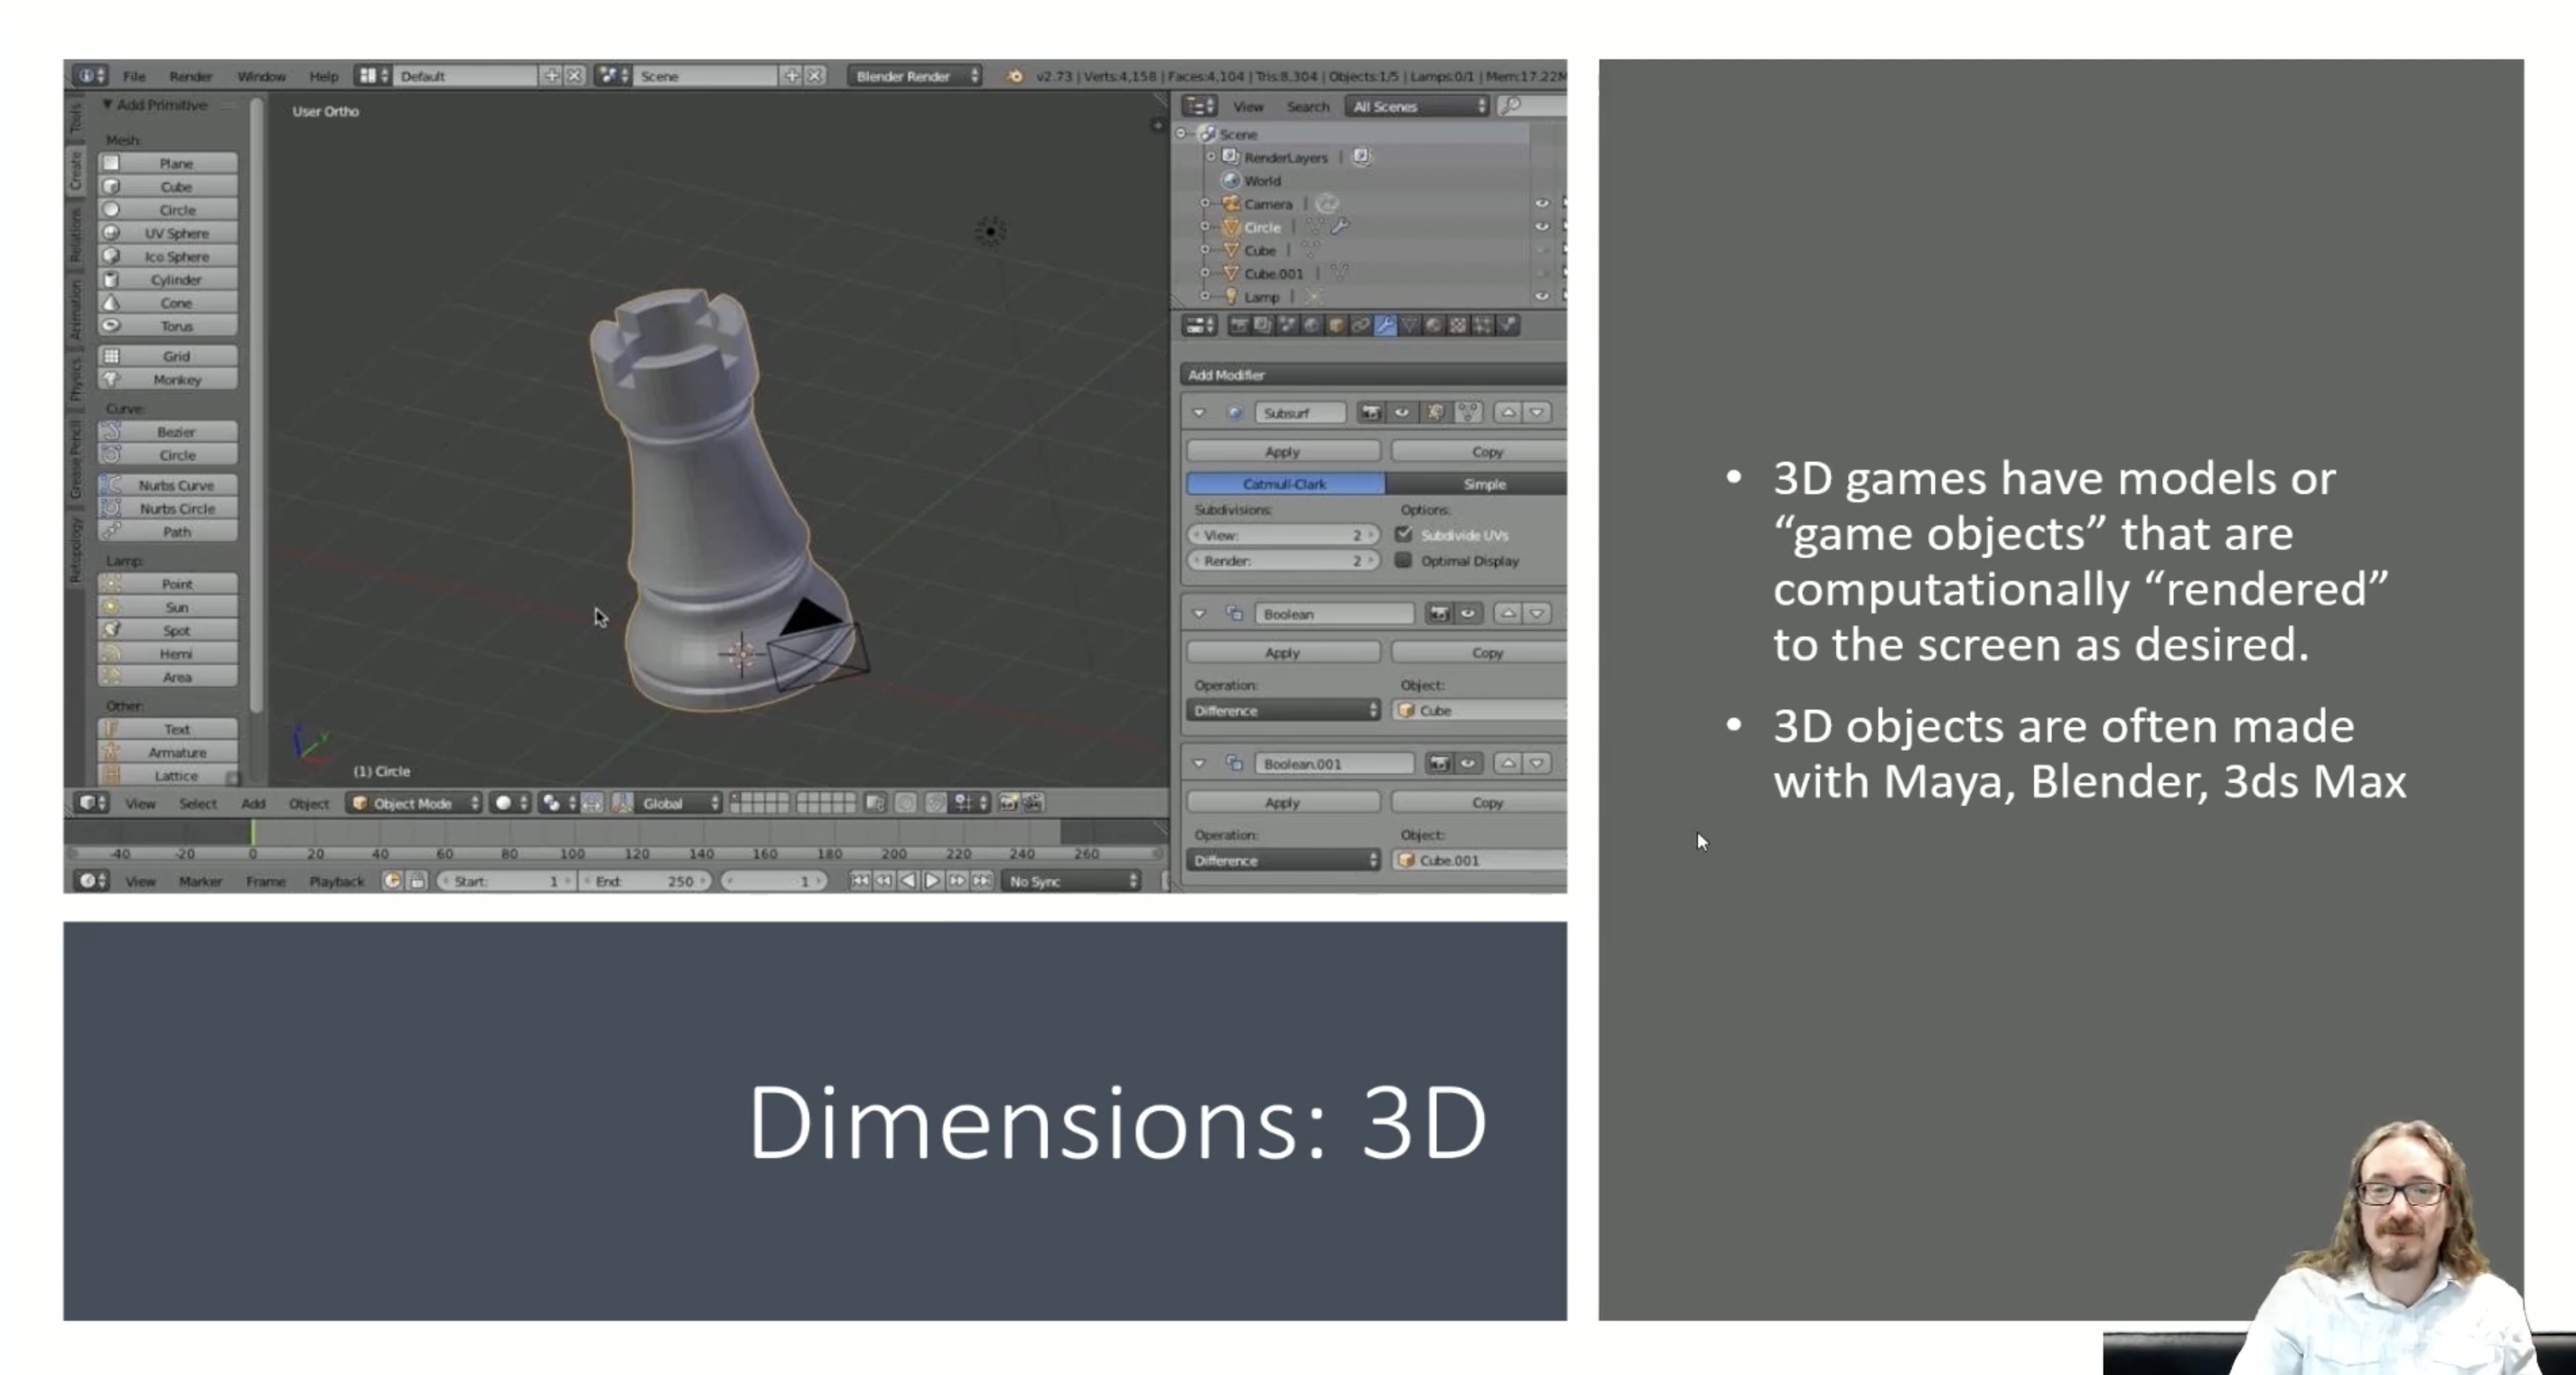 File Render Window Help Default Scene Blender Render v2.73 | Verts:4,158 | Faces:4,104 | Tris:8,304 | Objects:1/5 | Lamps:0/1 | Mem:17.22M
Tools
Create
Relations
Animation
Physics
Grease Pencil
Retopology
Add Primitive
Mesh:
Plane
Cube
Circle
UV Sphere
Ico Sphere
Cylinder
Cone
Torus
Grid
Monkey
Curve:
Bezier
Circle
Nurbs Curve
Nurbs Circle
Path
Lamp:
Point
Sun
Spot
Hemi
Area
Other:
Text
Armature
Lattice
User Ortho
(1) Circle
View Search All Scenes
Scene
RenderLayers |
World
Camera |
Circle |
Cube |
Cube.001 |
Lamp |
Add Modifier
Subsurf
Apply Copy
Catmull-Clark Simple
Subdivisions: Options:
View: 2 Subdivide UVs
Render: 2 Optimal Display
Boolean
Apply Copy
Operation: Object:
Difference Cube
Boolean.001
Apply Copy
Operation: Object:
Difference Cube.001
View Select Add Object Object Mode Global
-40 -20 0 20 40 60 80 100 120 140 160 180 200 220 240 260
View Marker Frame Playback Start: 1 End: 250 1 No Sync
Dimensions: 3D
• 3D games have models or
“game objects” that are
computationally “rendered”
to the screen as desired.
• 3D objects are often made
with Maya, Blender, 3ds Max